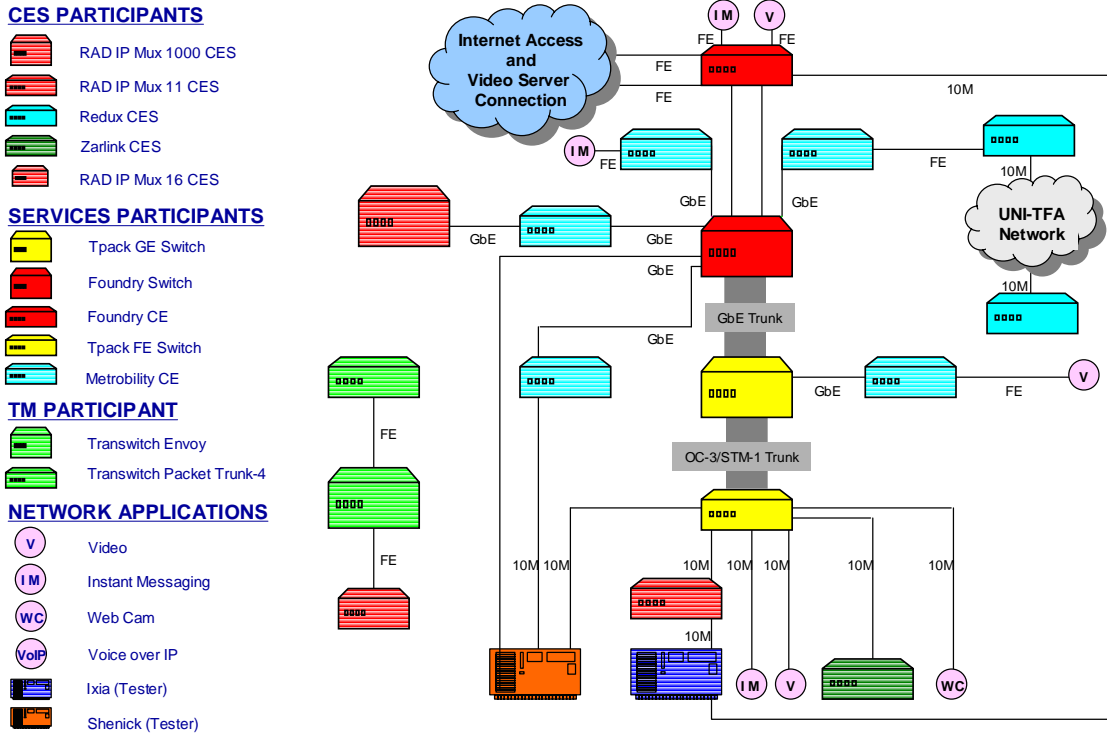 CES PARTICIPANTS
RAD IP Mux 1000 CES
RAD IP Mux 11 CES
Redux CES
Zarlink CES
RAD IP Mux 16 CES
SERVICES PARTICIPANTS
Tpack GE Switch
Foundry Switch
Foundry CE
Tpack FE Switch
Metrobility CE
TM PARTICIPANT
Transwitch Envoy
Transwitch Packet Trunk-4
NETWORK APPLICATIONS
V
Video
IM
Instant Messaging
WC
Web Cam
VoIP
Voice over IP
Ixia (Tester)
Shenick (Tester)
Internet Access
and
Video Server
Connection
IM
V
FE
FE
FE
FE
10M
IM
FE
FE
10M
UNI-TFA
Network
10M
GbE
GbE
GbE
GbE
GbE
GbE
GbE Trunk
GbE
FE
V
FE
FE
OC-3/STM-1 Trunk
10M
10M
10M
10M
10M
10M
10M
10M
IM
V
WC